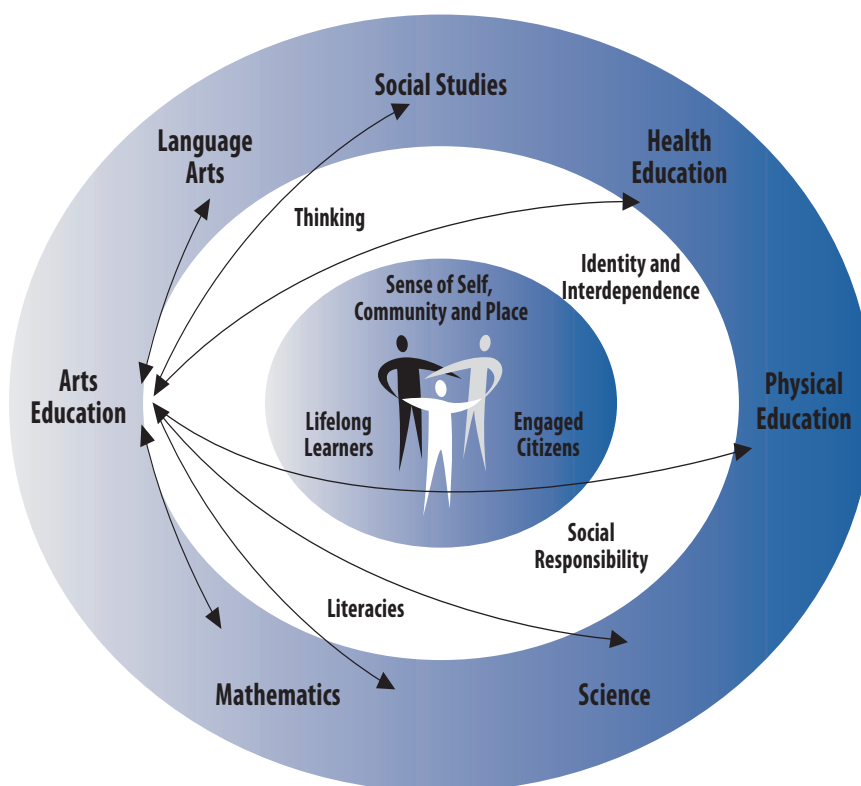 Social Studies
Language
Arts
Health
Education
Thinking
Identity and
Interdependence
Sense of Self,
Community and Place
Arts
Education
Lifelong
Learners
Engaged
Citizens
Physical
Education
Social
Responsibility
Literacies
Mathematics
Science